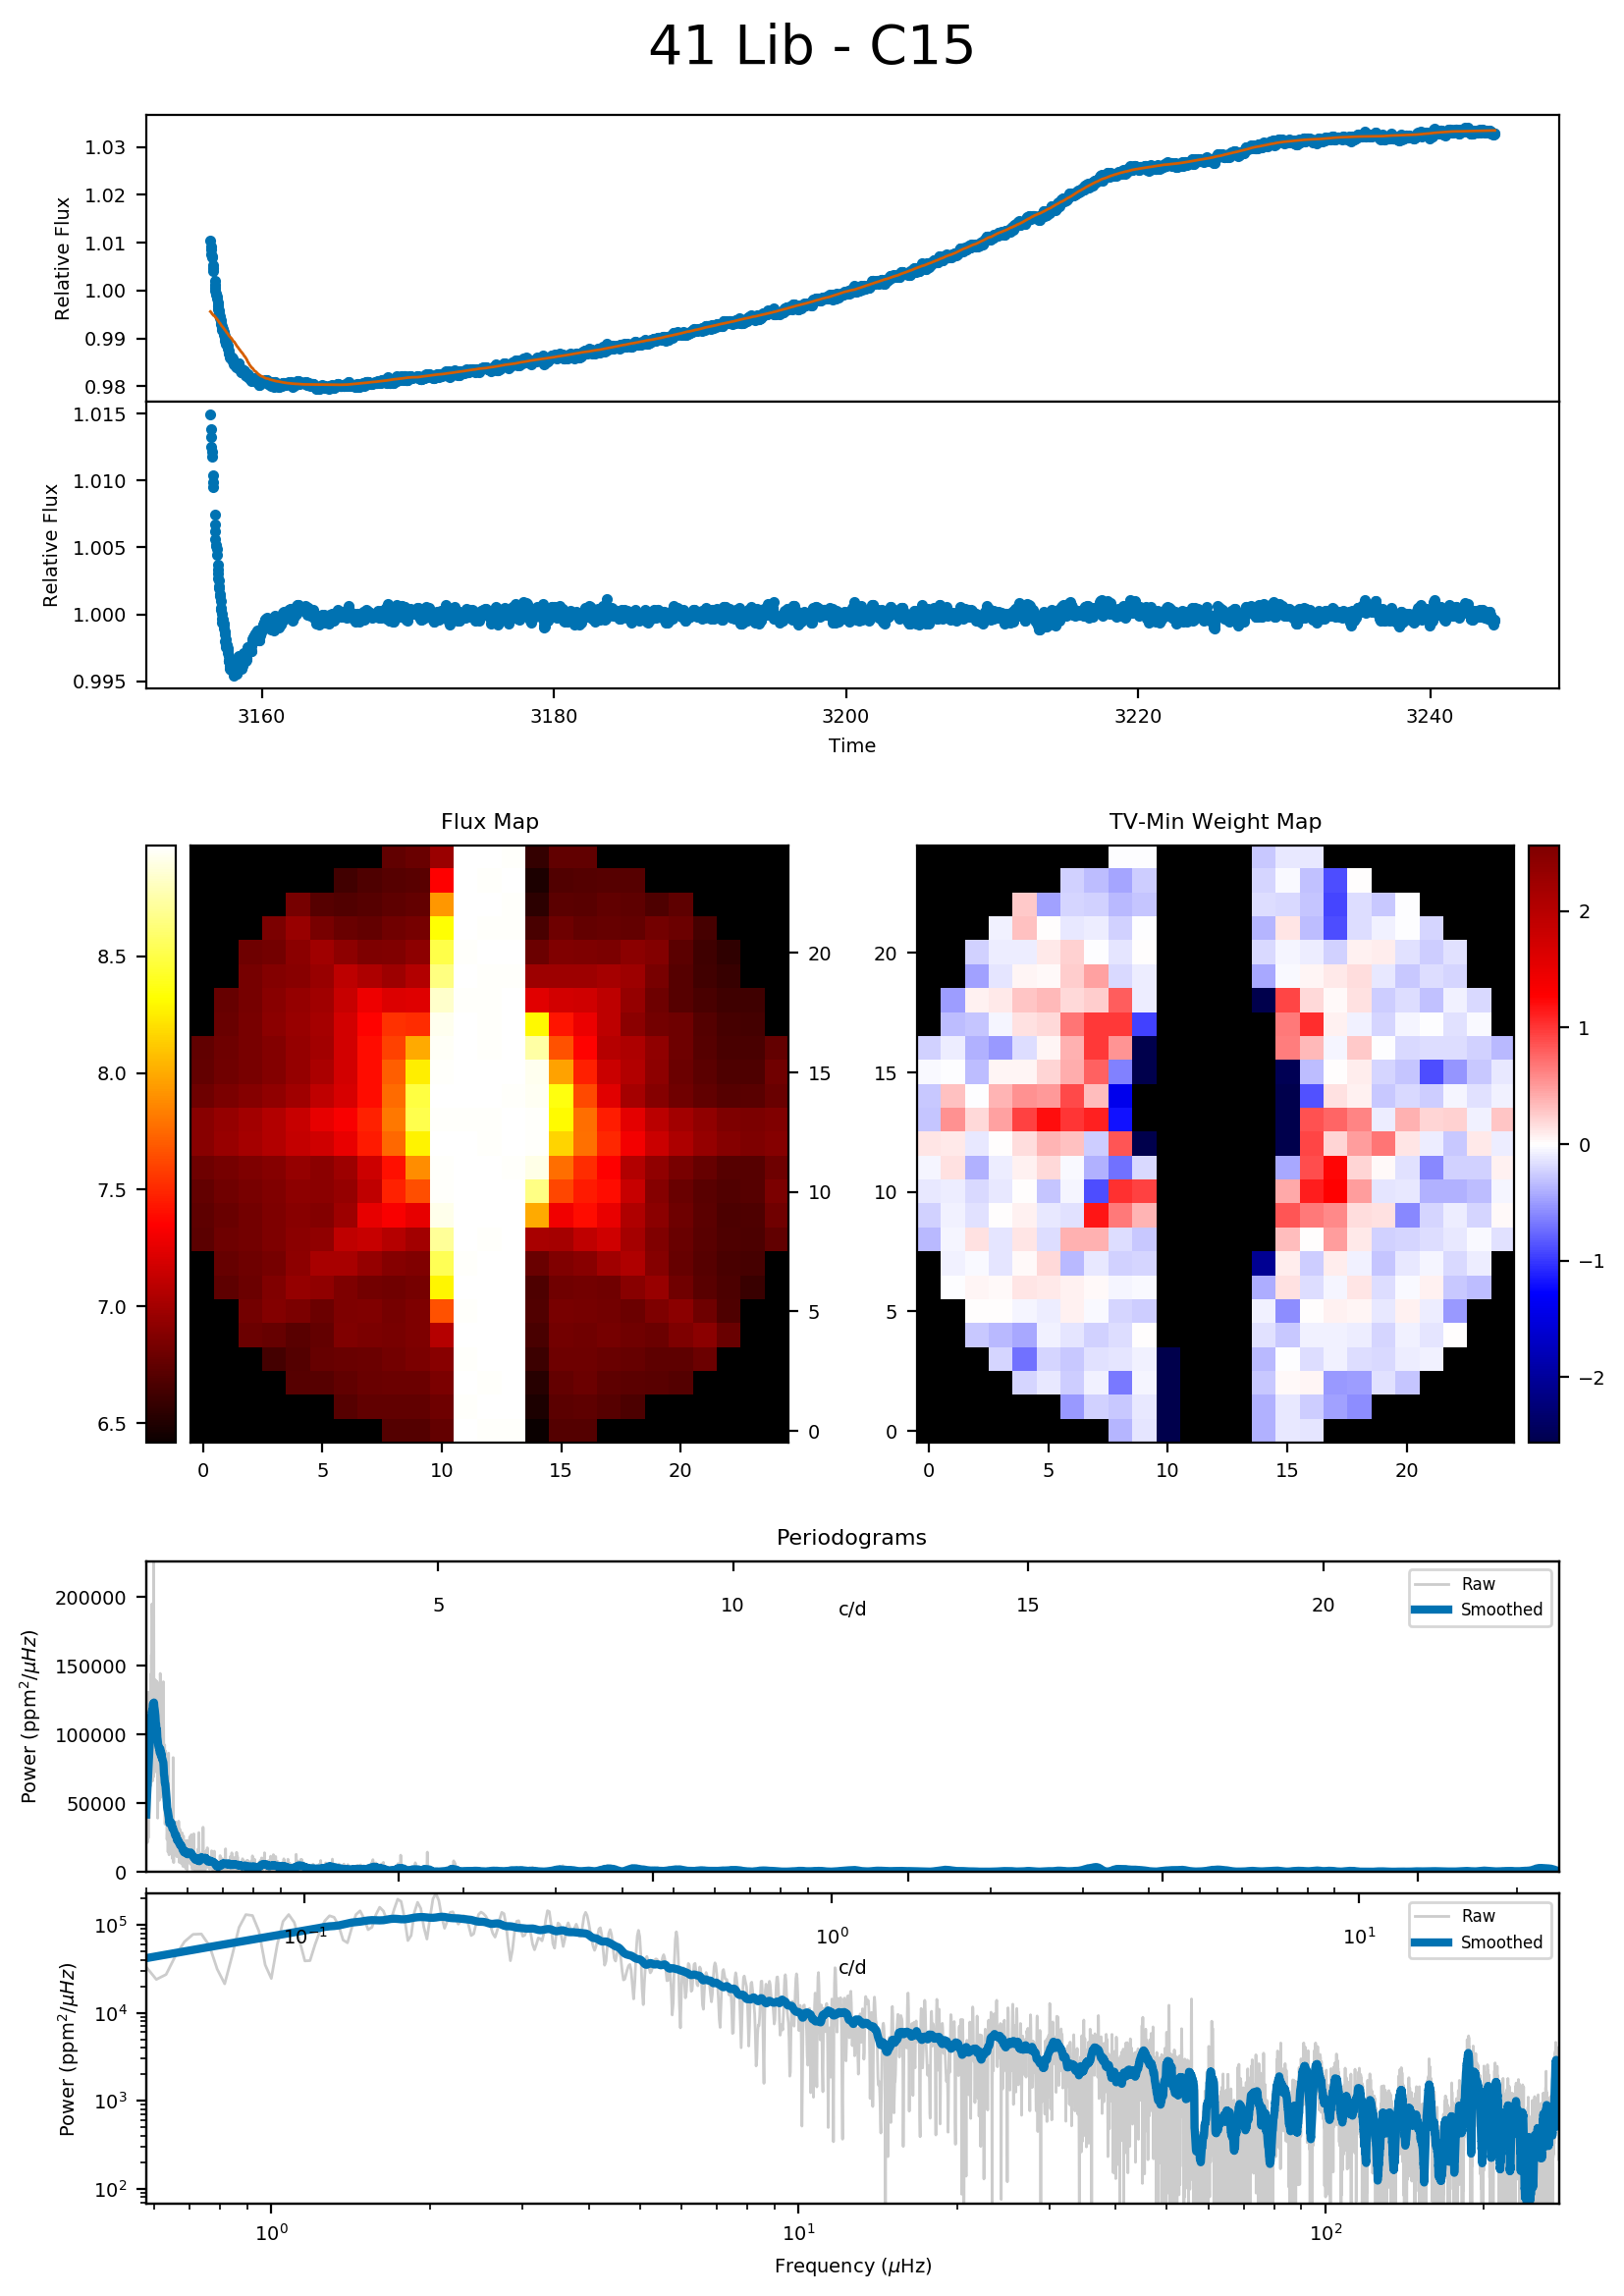 41 Lib - C15
Relative Flux
1.03
1.02
1.01
1.00
0.99
0.98
Relative Flux
1.015
1.010
1.005
1.000
0.995
3160 3180 3200 3220 3240
Time
Flux Map
8.5
8.0
7.5
7.0
6.5
20
15
10
5
0
0 5 10 15 20
TV-Min Weight Map
20
15
10
5
0
0 5 10 15 20
2
1
0
−1
−2
Periodograms
Power (ppm²/μHz)
200000
150000
100000
50000
0
5 10 15 20
c/d
Raw
Smoothed
Power (ppm²/μHz)
10⁵
10⁴
10³
10²
10⁻¹ 10⁰ 10¹
c/d
Raw
Smoothed
10⁰ 10¹ 10²
Frequency (μHz)